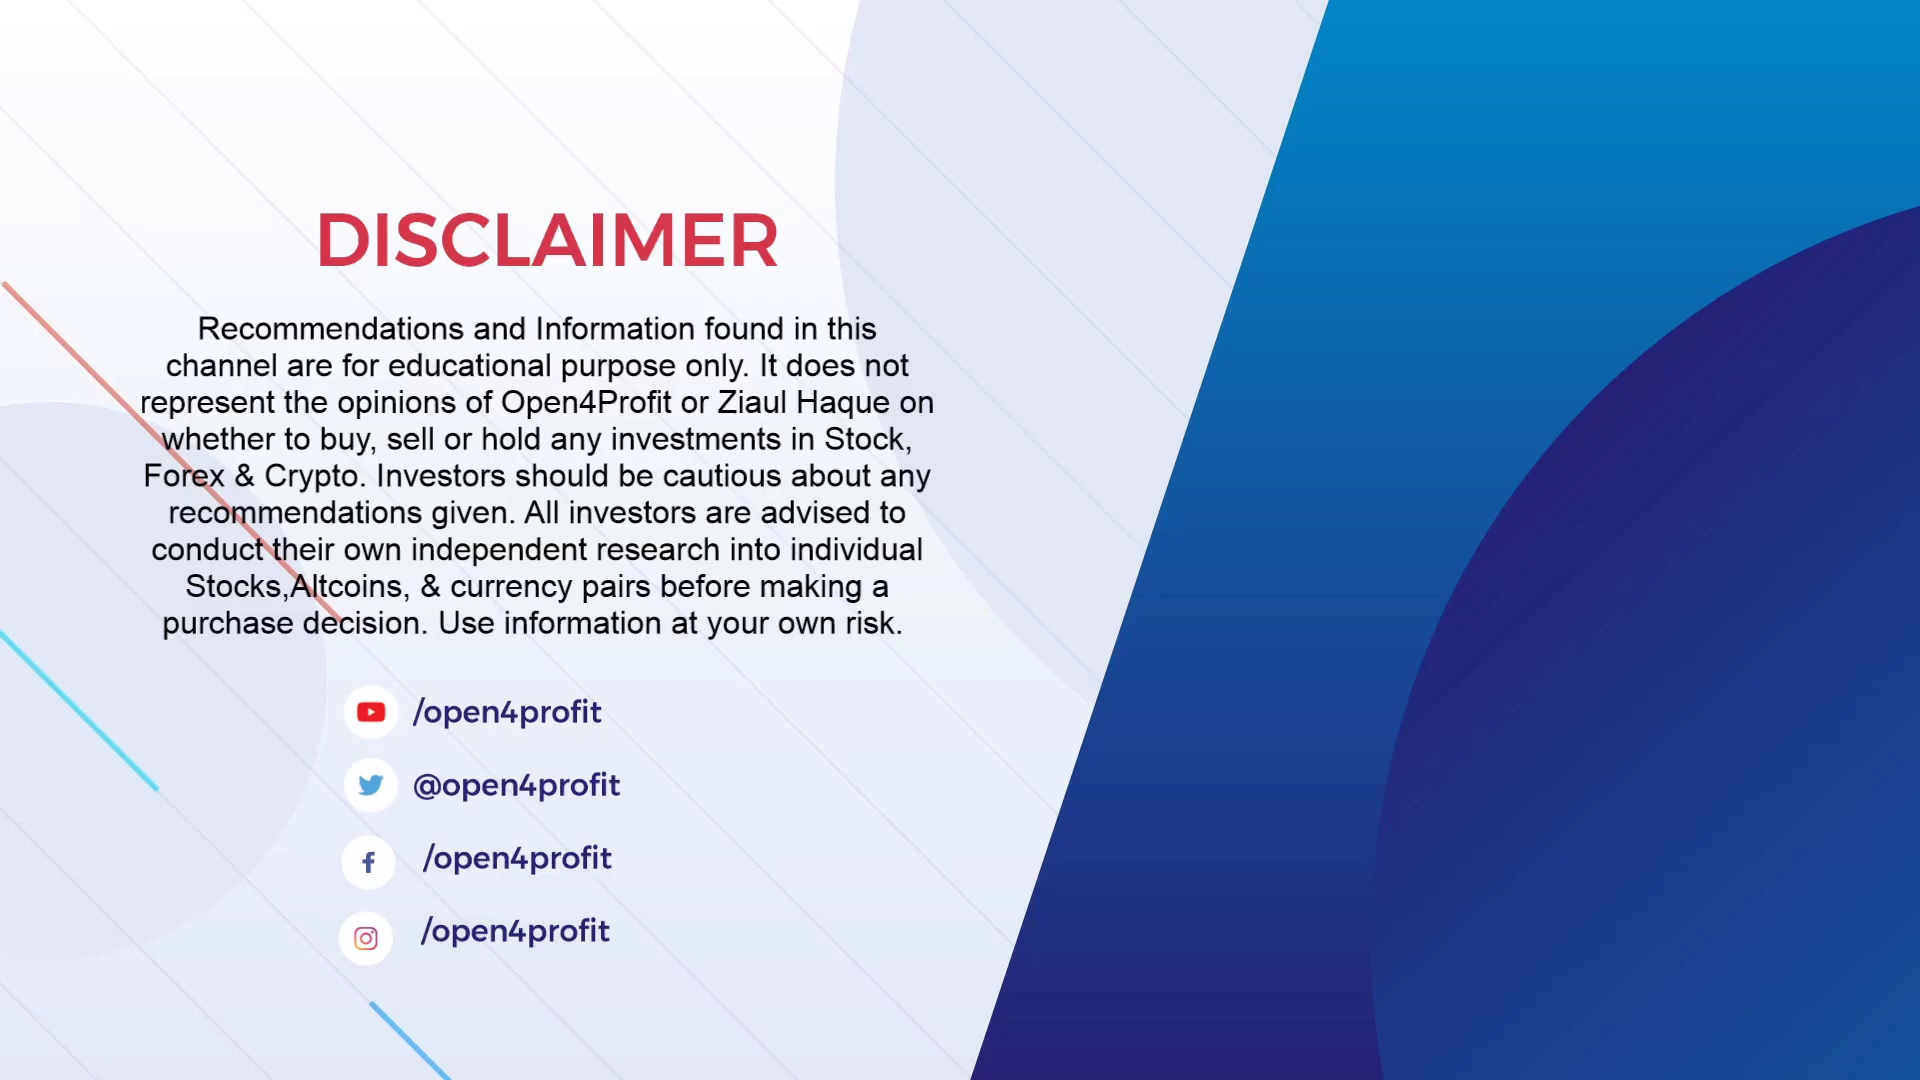 DISCLAIMER
Recommendations and Information found in this
channel are for educational purpose only. It does not
represent the opinions of Open4Profit or Ziaul Haque on
whether to buy, sell or hold any investments in Stock,
Forex & Crypto. Investors should be cautious about any
recommendations given. All investors are advised to
conduct their own independent research into individual
Stocks,Altcoins, & currency pairs before making a
purchase decision. Use information at your own risk.
/open4profit
@open4profit
/open4profit
/open4profit